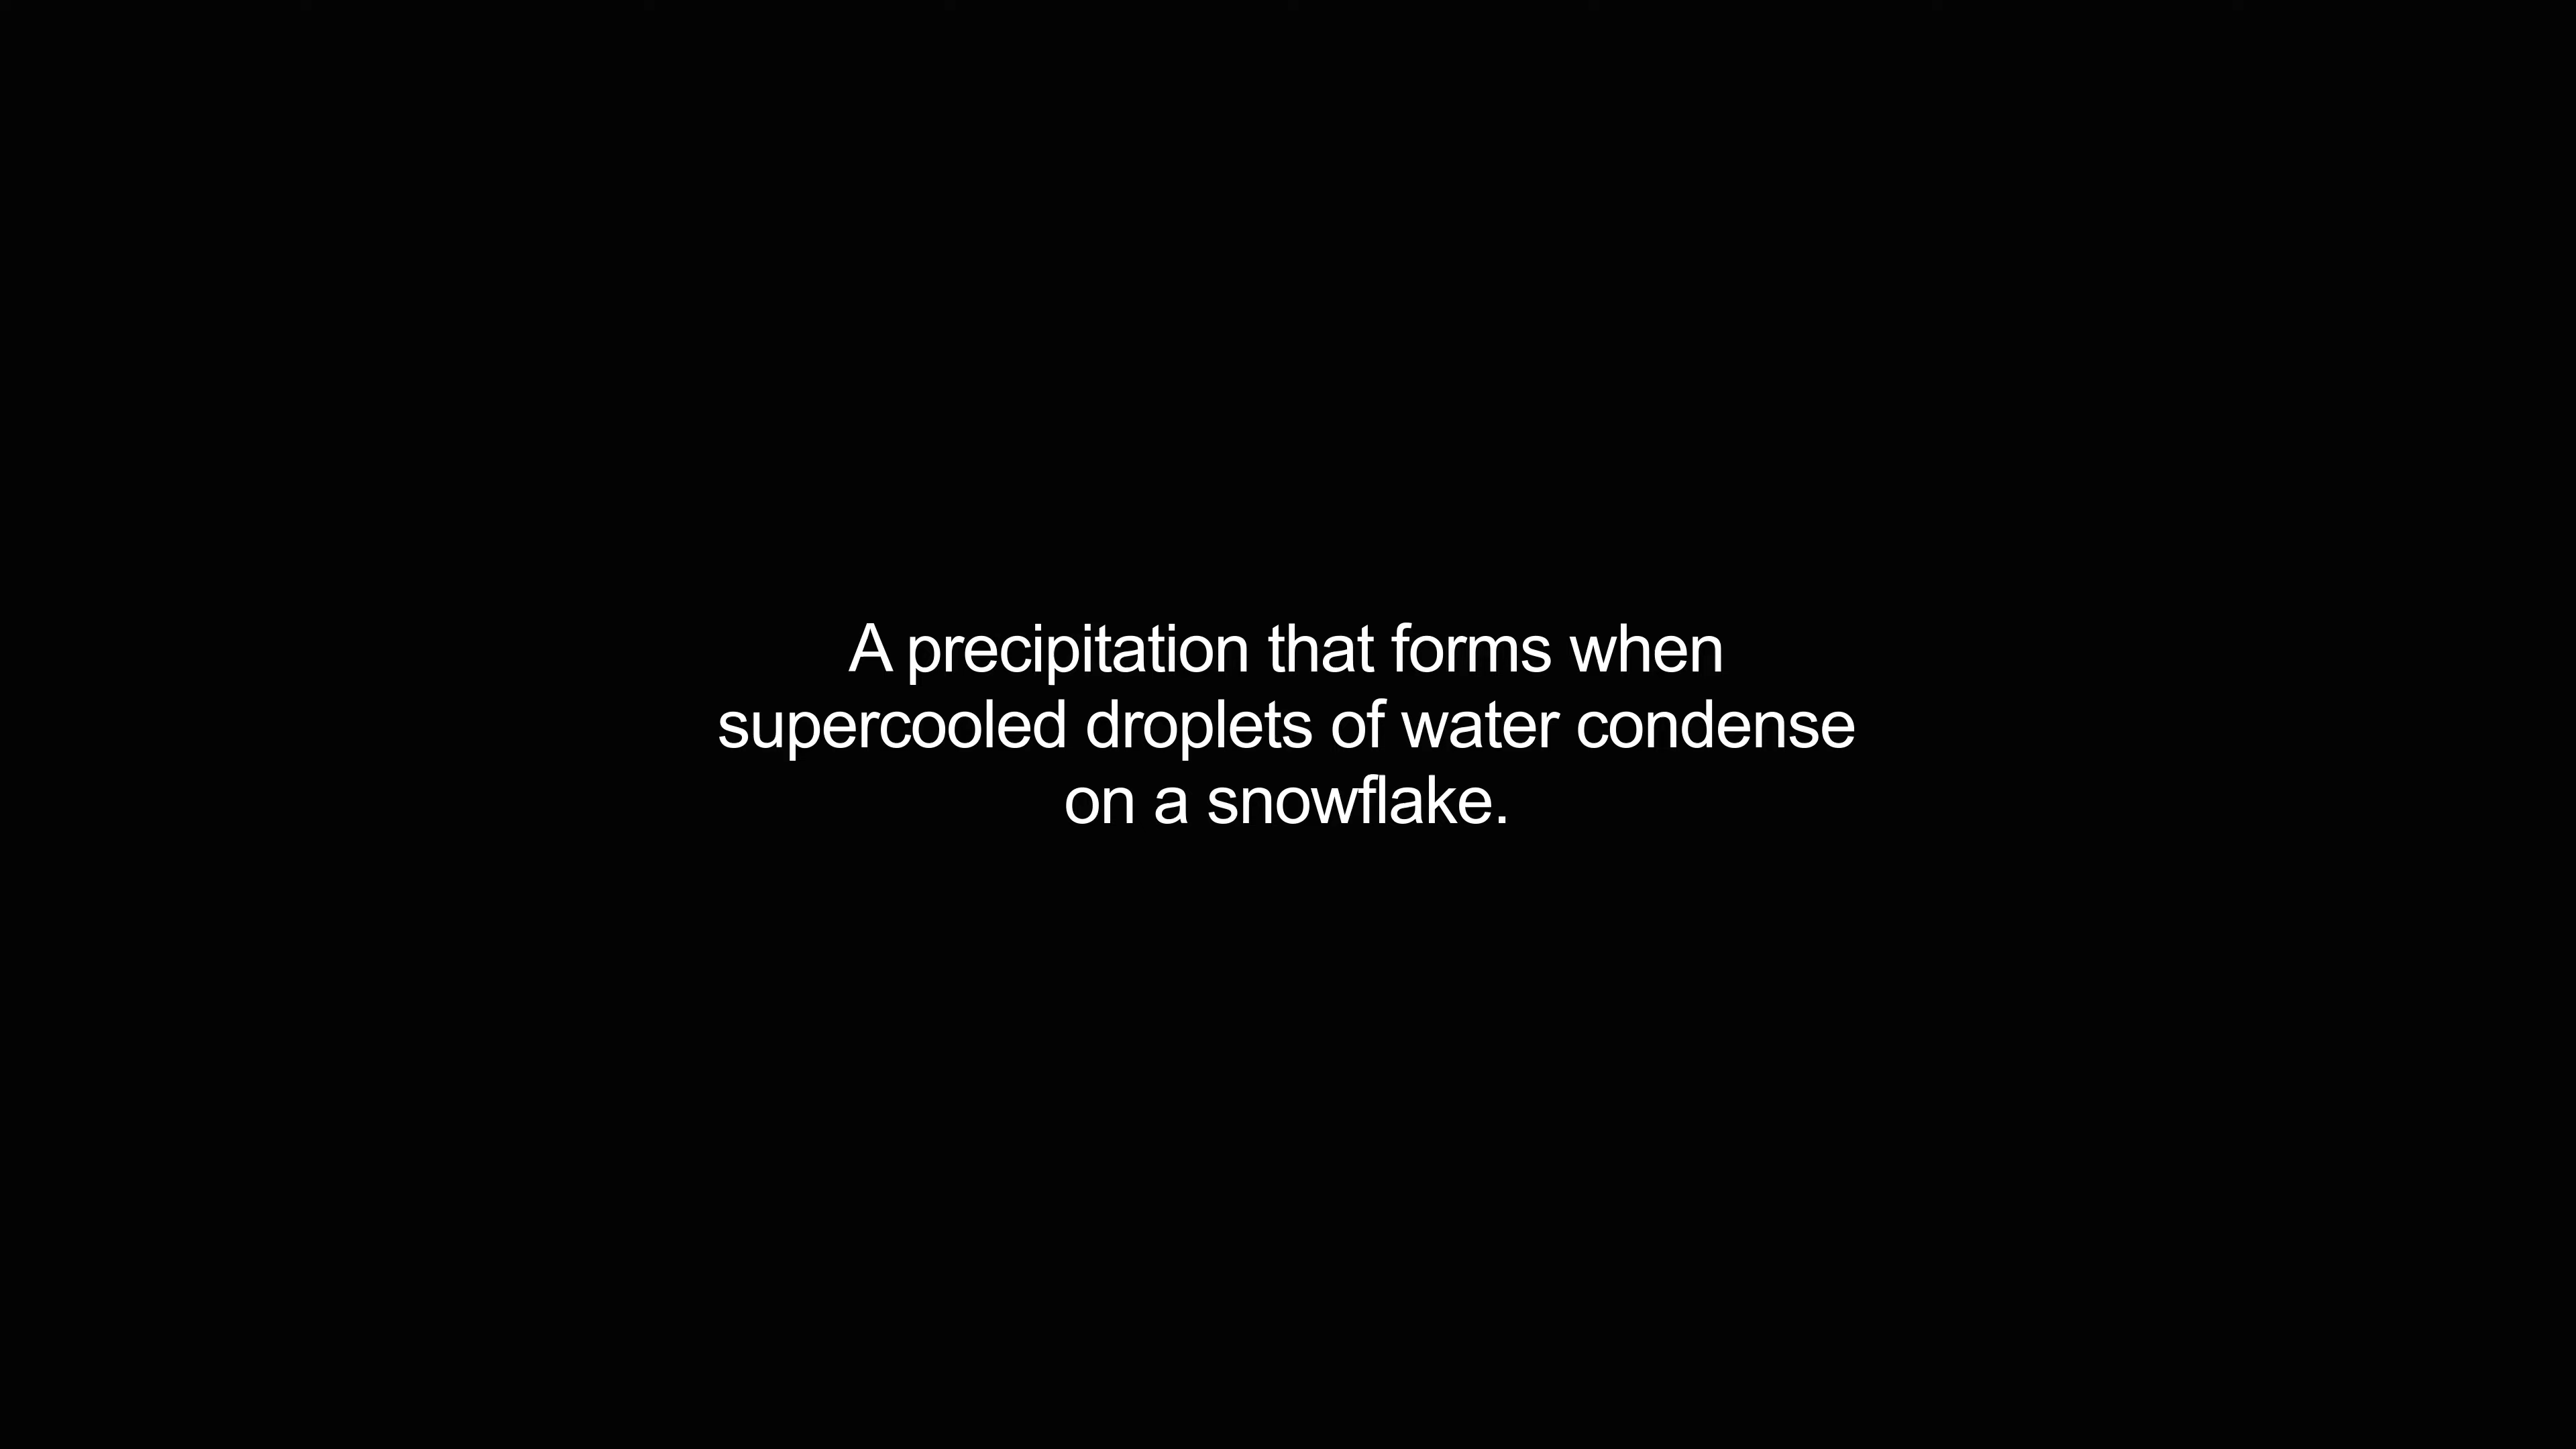 A precipitation that forms when
supercooled droplets of water condense
on a snowflake.